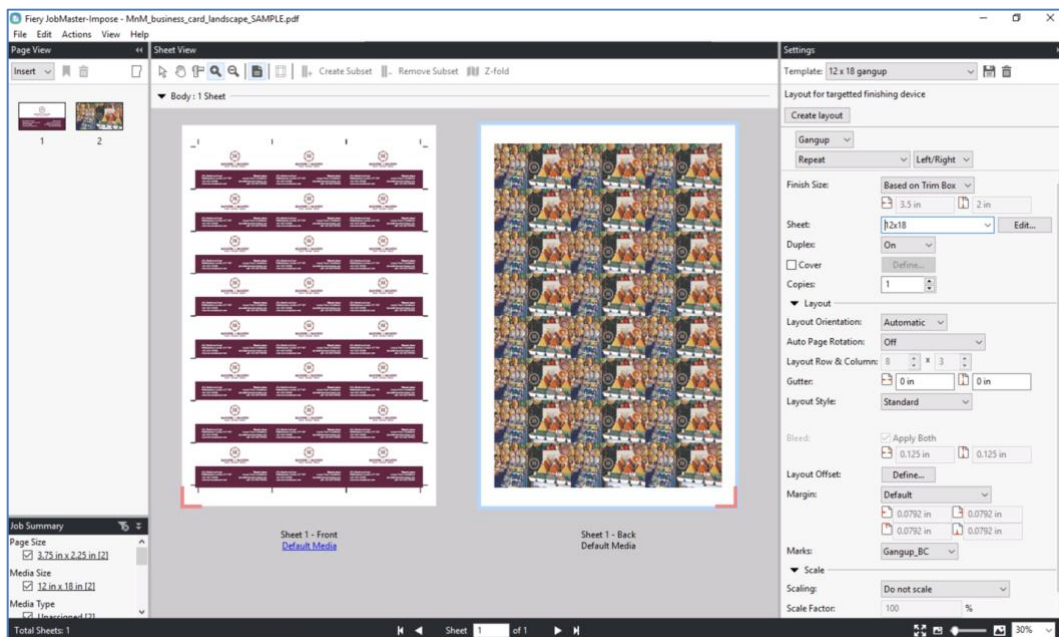 Fiery JobMaster-Impose - MnM_business_card_landscape_SAMPLE.pdf
File Edit Actions View Help
Page View
Insert
1 2
Job Summary
Page Size
3.75 in x 2.25 in [2]
Media Size
12 in x 18 in [2]
Media Type
Unassigned [2]
Sheet View
Create Subset Remove Subset Z-fold
Body : 1 Sheet
Sheet 1 - Front
Default Media
Sheet 1 - Back
Default Media
Settings
Template: 12 x 18 gangup
Layout for targetted finishing device
Create layout
Gangup
Repeat Left/Right
Finish Size: Based on Trim Box
3.5 in 2 in
Sheet: 12x18 Edit...
Duplex: On
Cover Define...
Copies: 1
Layout
Layout Orientation: Automatic
Auto Page Rotation: Off
Layout Row & Column: 8 x 3
Gutter: 0 in 0 in
Layout Style: Standard
Bleed: Apply Both
0.125 in 0.125 in
Layout Offset: Define...
Margin: Default
0.0792 in 0.0792 in
0.0792 in 0.0792 in
Marks: Gangup_BC
Scale
Scaling: Do not scale
Scale Factor: 100 %
Total Sheets: 1 Sheet 1 of 1 30%